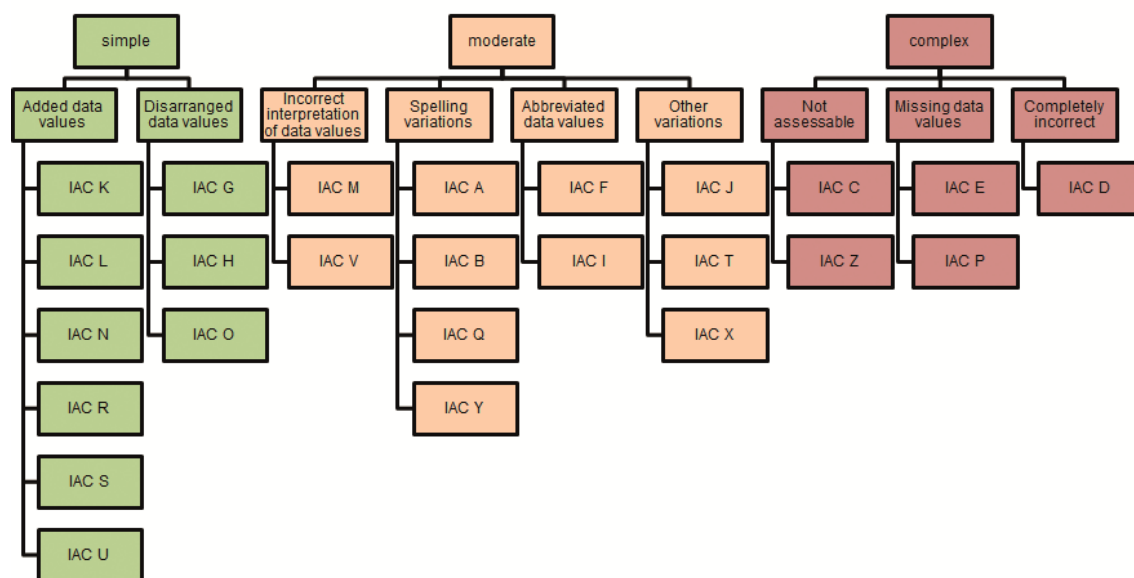 simple
moderate
complex
Added data
values
Disarranged
data values
Incorrect
interpretation
of data values
Spelling
variations
Abbreviated
data values
Other
variations
Not
assessable
Missing data
values
Completely
incorrect
IAC K
IAC G
IAC M
IAC A
IAC F
IAC J
IAC C
IAC E
IAC D
IAC L
IAC H
IAC V
IAC B
IAC I
IAC T
IAC Z
IAC P
IAC N
IAC O
IAC Q
IAC X
IAC R
IAC Y
IAC S
IAC U